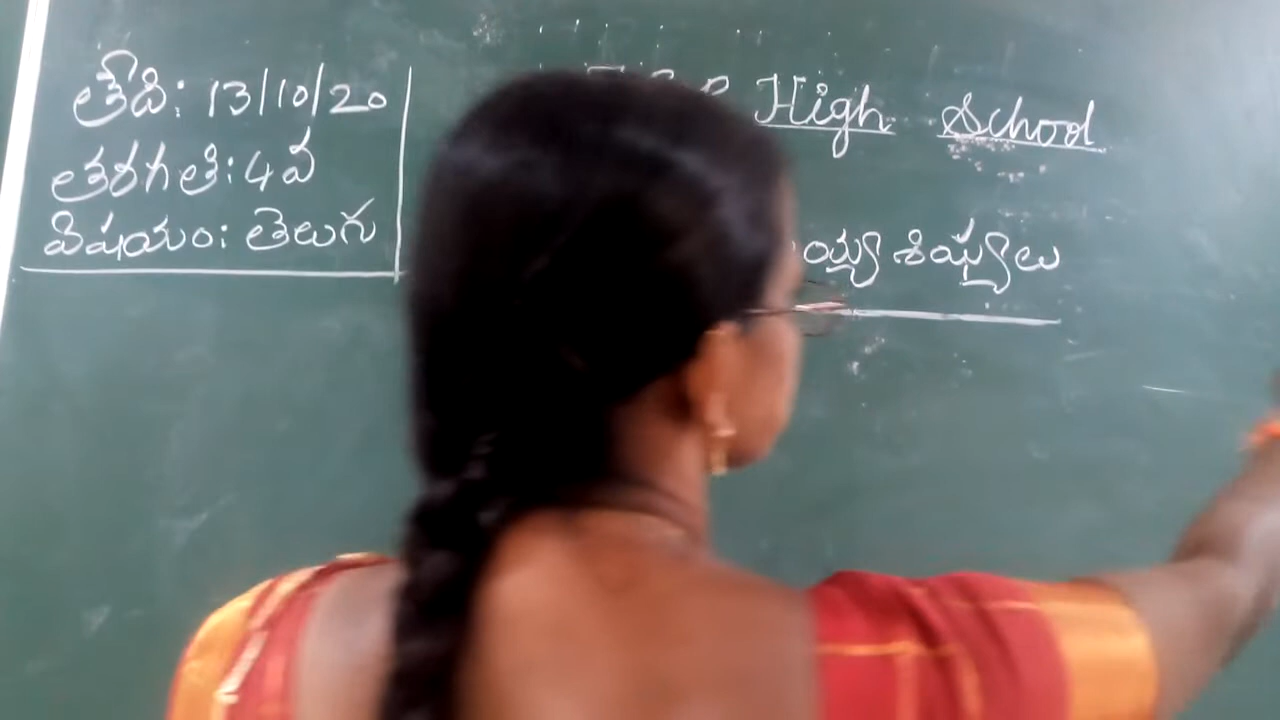 తేది: 13/10/20
తరగతి: 4వ
విషయం: తెలుగు
High School
శిష్యులు